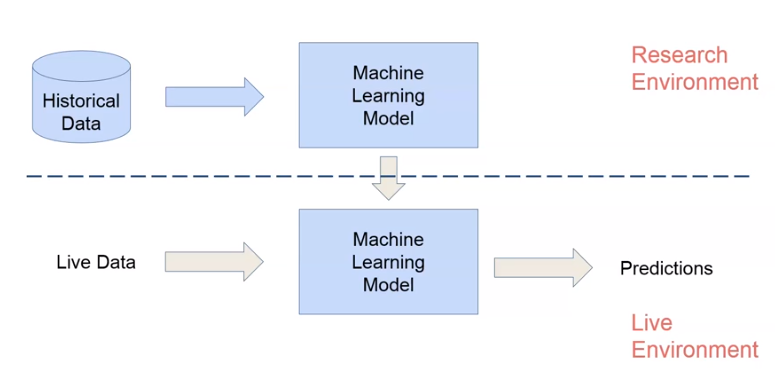 Historical
Data
Machine
Learning
Model
Research
Environment
Live Data
Machine
Learning
Model
Predictions
Live
Environment